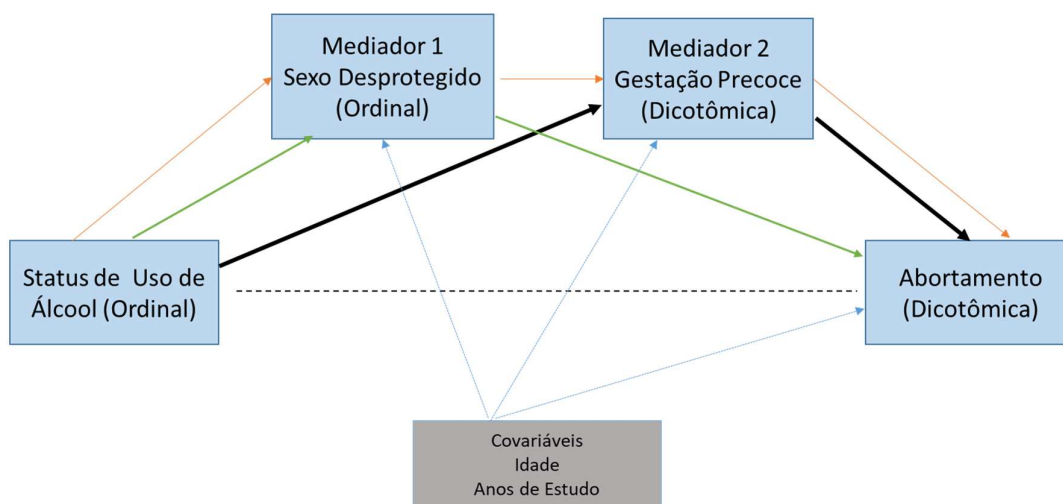 Mediador 1
Sexo Desprotegido
(Ordinal)
Mediador 2
Gestação Precoce
(Dicotômica)
Status de Uso de
Álcool (Ordinal)
Abortamento
(Dicotômica)
Covariáveis
Idade
Anos de Estudo